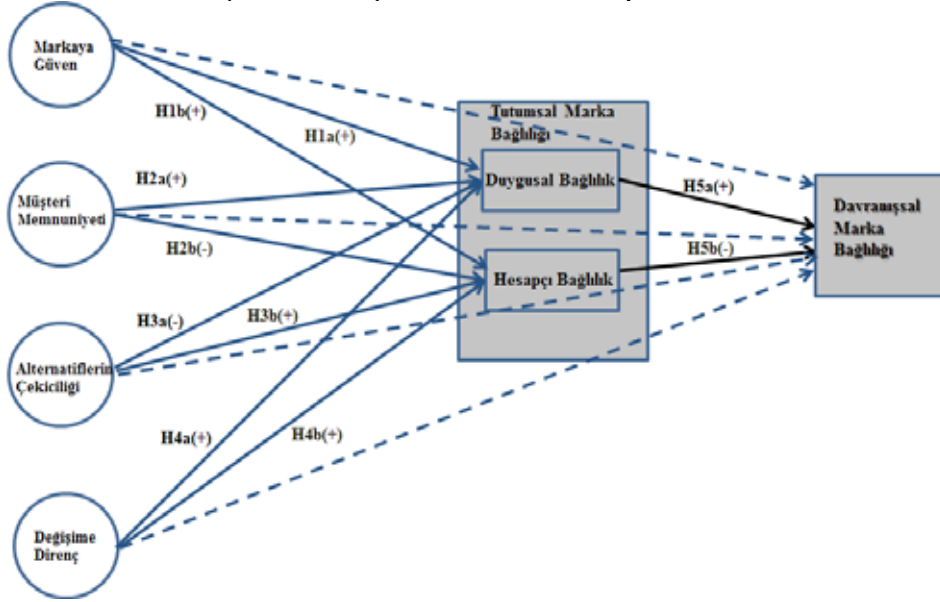 Markaya
Güven
H1b(+)
H1a(+)
Tutumsal Marka
Bağlılığı
H2a(+)
Duygusal Bağlılık
H5a(+)
Müşteri
Memnuniyeti
Davranışsal
Marka
Bağlılığı
H2b(-)
H5b(-)
Hesapçı Bağlılık
H3a(-)
H3b(+)
Alternatiflerin
Çekiciliği
H4a(+)
H4b(+)
Değişime
Direnç